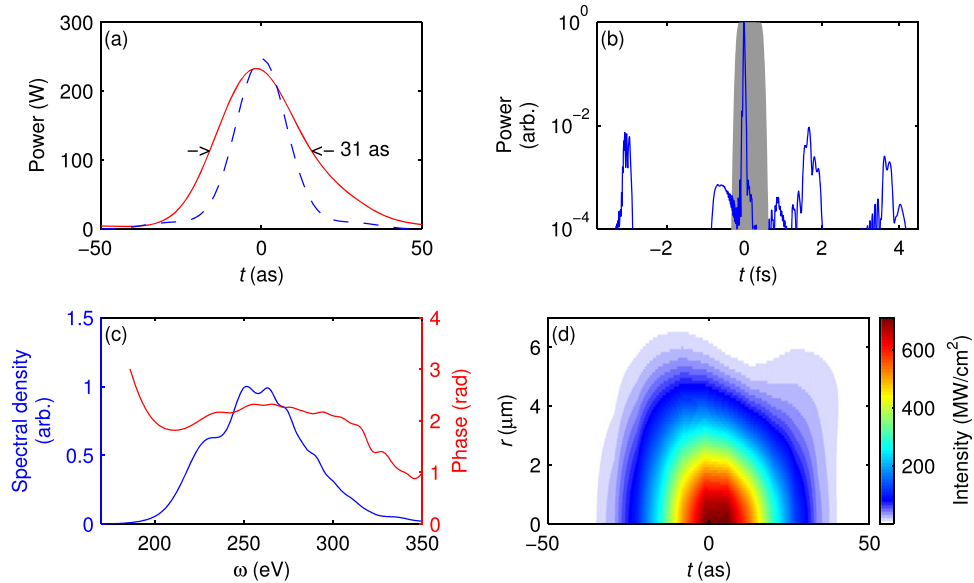 (a)
300
200
100
0
Power (W)
31 as
−50
0
50
t (as)
(b)
10^0
10^−2
10^−4
Power
(arb.)
−2
0
2
4
t (fs)
(c)
1.5
1
0.5
0
Spectral density
(arb.)
4
3
2
1
0
Phase (rad)
200
250
300
350
ω (eV)
(d)
6
4
2
0
r (μm)
−50
0
50
t (as)
600
400
200
Intensity (MW/cm²)